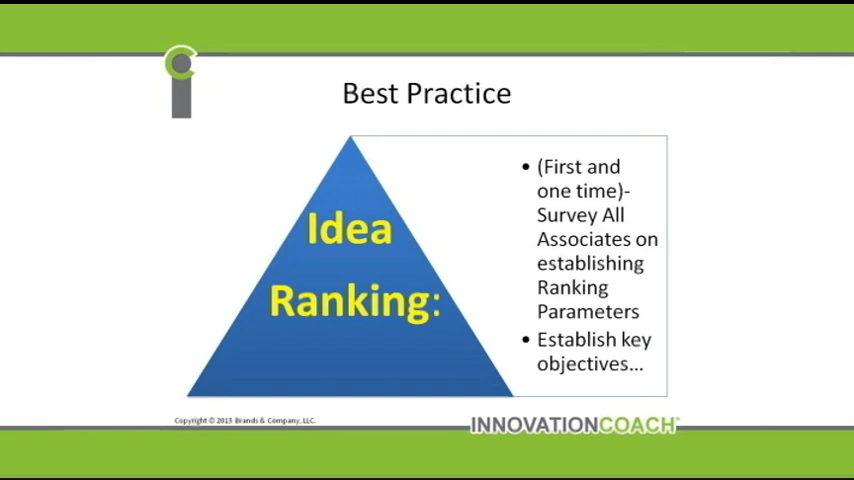 Best Practice
Idea
Ranking:
• (First and
one time)-
Survey All
Associates on
establishing
Ranking
Parameters
• Establish key
objectives...
Copyright © 2013 Brands & Company, LLC.
INNOVATIONCOACH™